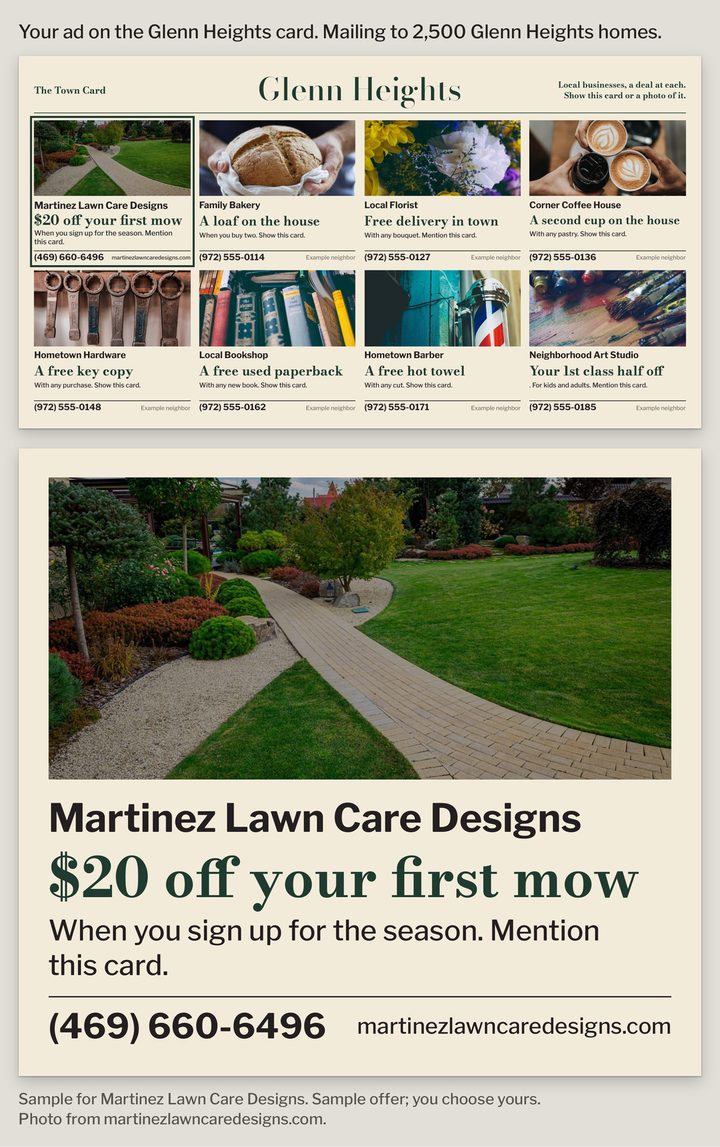 Your ad on the Glenn Heights card. Mailing to 2,500 Glenn Heights homes.
The Town Card
Glenn Heights
Local businesses, a deal at each.
Show this card or a photo of it.
Martinez Lawn Care Designs
$20 off your first mow
When you sign up for the season. Mention
this card.
(469) 660-6496 martinezlawncaredesigns.com
Family Bakery
A loaf on the house
When you buy two. Show this card.
(972) 555-0114 Example neighbor
Local Florist
Free delivery in town
With any bouquet. Mention this card.
(972) 555-0127 Example neighbor
Corner Coffee House
A second cup on the house
With any pastry. Show this card.
(972) 555-0136 Example neighbor
Hometown Hardware
A free key copy
With any purchase. Show this card.
(972) 555-0148 Example neighbor
Local Bookshop
A free used paperback
With any new book. Show this card.
(972) 555-0162 Example neighbor
Hometown Barber
A free hot towel
With any cut. Show this card.
(972) 555-0171 Example neighbor
Neighborhood Art Studio
Your 1st class half off
. For kids and adults. Mention this card.
(972) 555-0185 Example neighbor
Martinez Lawn Care Designs
$20 off your first mow
When you sign up for the season. Mention
this card.
(469) 660-6496 martinezlawncaredesigns.com
Sample for Martinez Lawn Care Designs. Sample offer; you choose yours.
Photo from martinezlawncaredesigns.com.